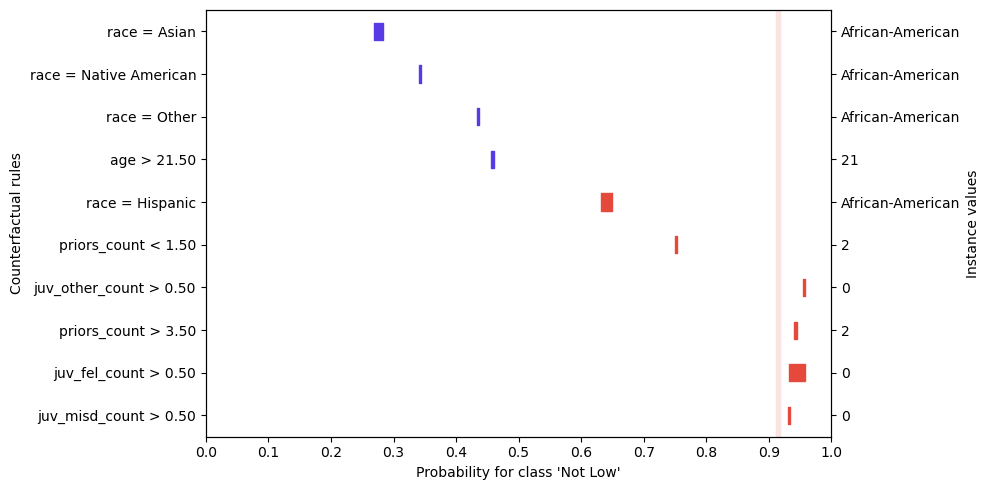 race = Asian African-American
race = Native American African-American
race = Other African-American
age > 21.50 21
race = Hispanic African-American
priors_count < 1.50 2
juv_other_count > 0.50 0
priors_count > 3.50 2
juv_fel_count > 0.50 0
juv_misd_count > 0.50 0
Counterfactual rules
Instance values
0.0 0.1 0.2 0.3 0.4 0.5 0.6 0.7 0.8 0.9 1.0
Probability for class 'Not Low'